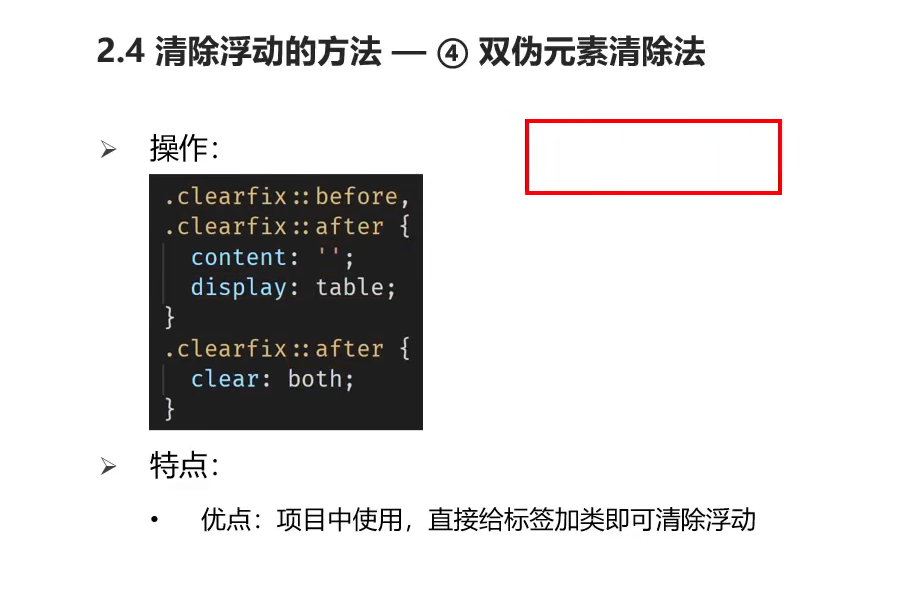 2.4 清除浮动的方法 — ④ 双伪元素清除法
操作：
.clearfix::before,
.clearfix::after {
content: '';
display: table;
}
.clearfix::after {
clear: both;
}
特点：
优点：项目中使用，直接给标签加类即可清除浮动